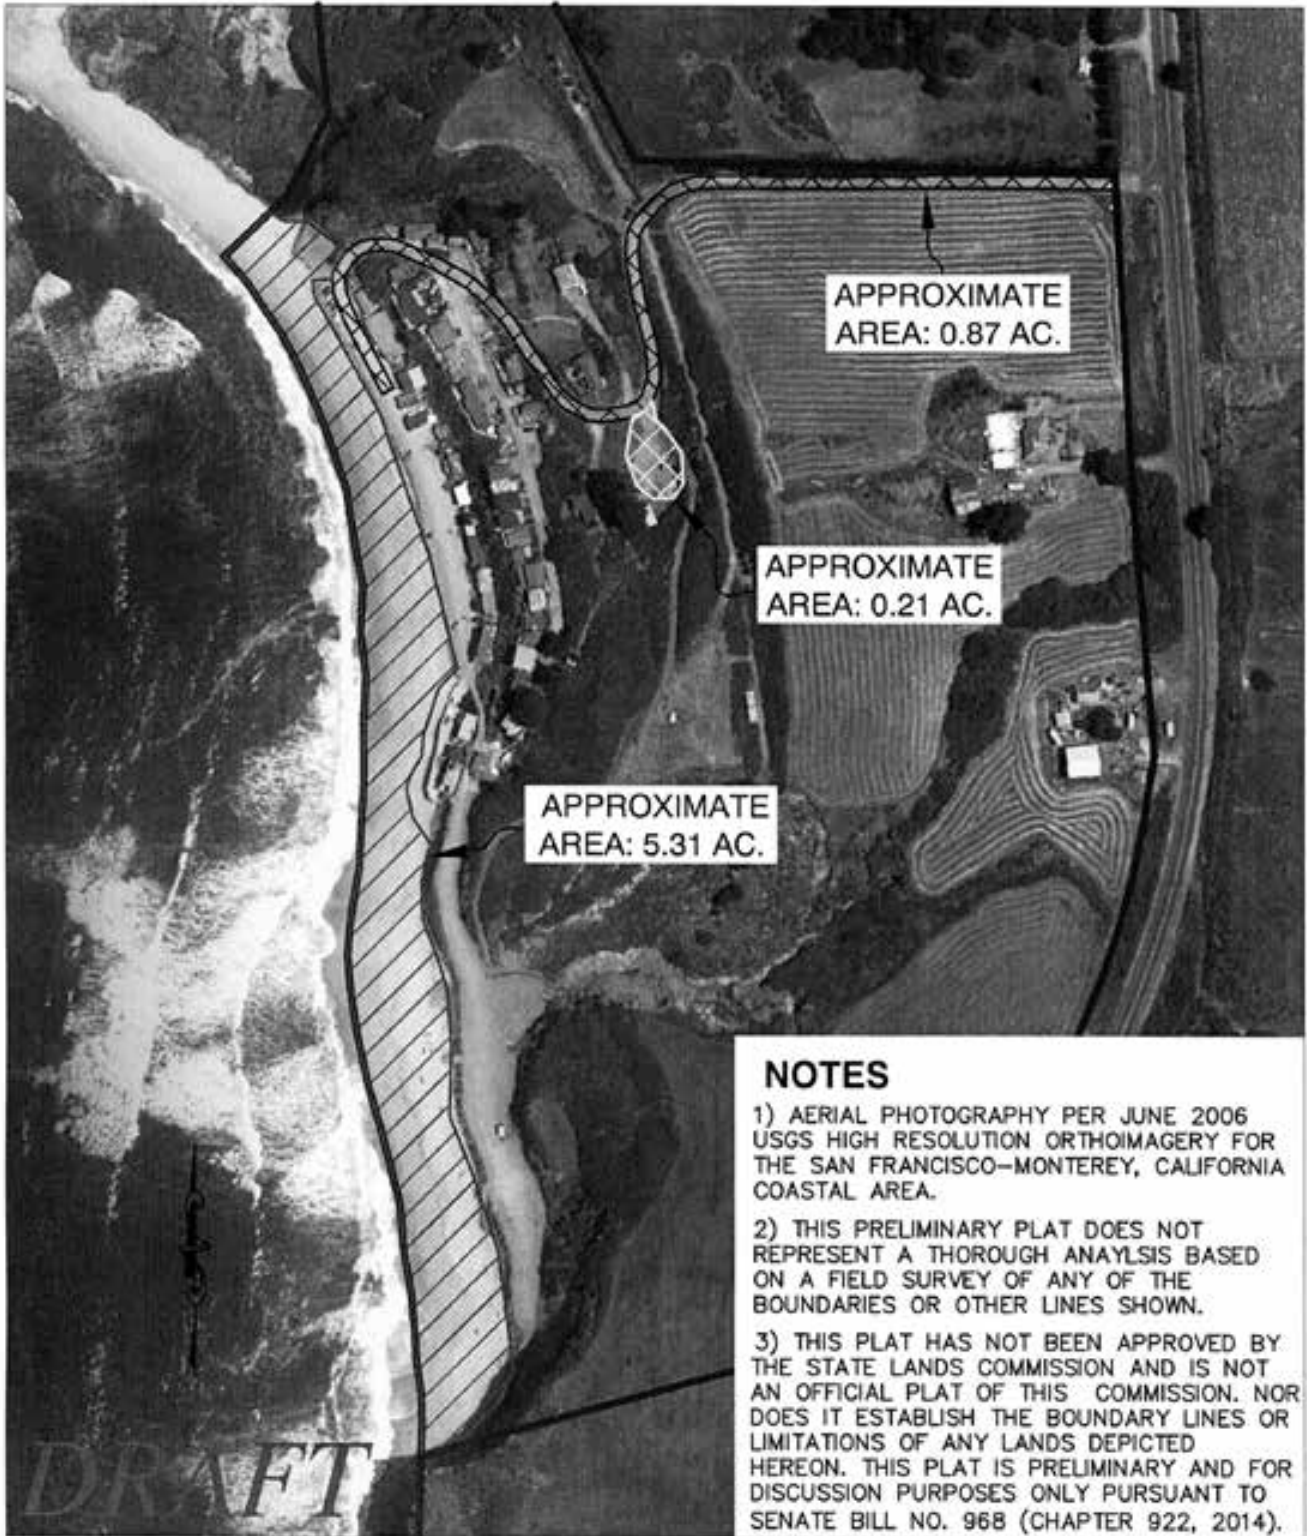 APPROXIMATE
AREA: 0.87 AC.
APPROXIMATE
AREA: 0.21 AC.
APPROXIMATE
AREA: 5.31 AC.
NOTES
1) AERIAL PHOTOGRAPHY PER JUNE 2006
USGS HIGH RESOLUTION ORTHOIMAGERY FOR
THE SAN FRANCISCO-MONTEREY, CALIFORNIA
COASTAL AREA.
2) THIS PRELIMINARY PLAT DOES NOT
REPRESENT A THOROUGH ANAYLSIS BASED
ON A FIELD SURVEY OF ANY OF THE
BOUNDARIES OR OTHER LINES SHOWN.
3) THIS PLAT HAS NOT BEEN APPROVED BY
THE STATE LANDS COMMISSION AND IS NOT
AN OFFICIAL PLAT OF THIS COMMISSION. NOR
DOES IT ESTABLISH THE BOUNDARY LINES OR
LIMITATIONS OF ANY LANDS DEPICTED
HEREON. THIS PLAT IS PRELIMINARY AND FOR
DISCUSSION PURPOSES ONLY PURSUANT TO
SENATE BILL NO. 968 (CHAPTER 922, 2014).
DRAFT